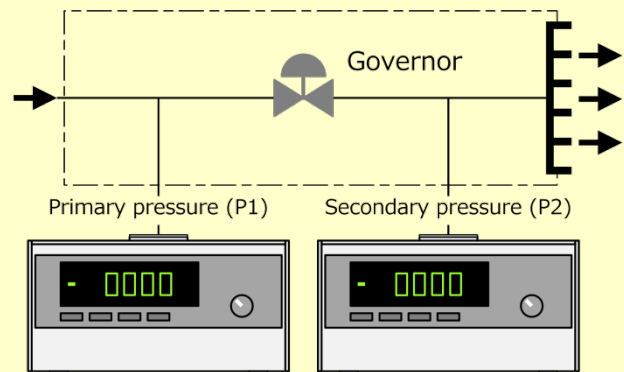 Governor
Primary pressure (P1)
Secondary pressure (P2)
- 0000
- 0000